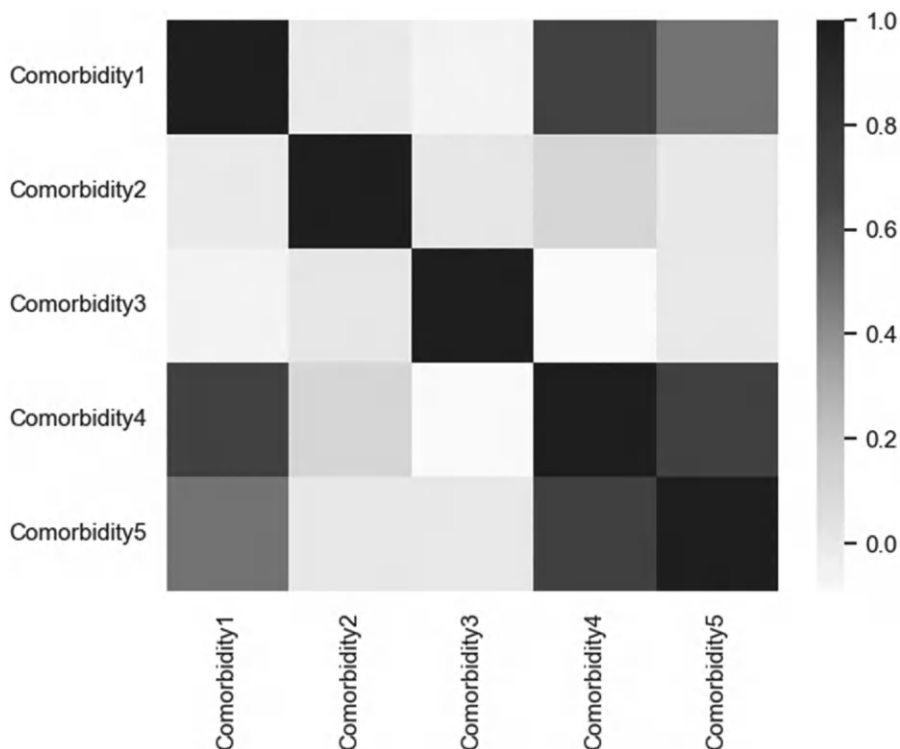 Comorbidity1
Comorbidity2
Comorbidity3
Comorbidity4
Comorbidity5
Comorbidity1
Comorbidity2
Comorbidity3
Comorbidity4
Comorbidity5
1.0
0.8
0.6
0.4
0.2
0.0